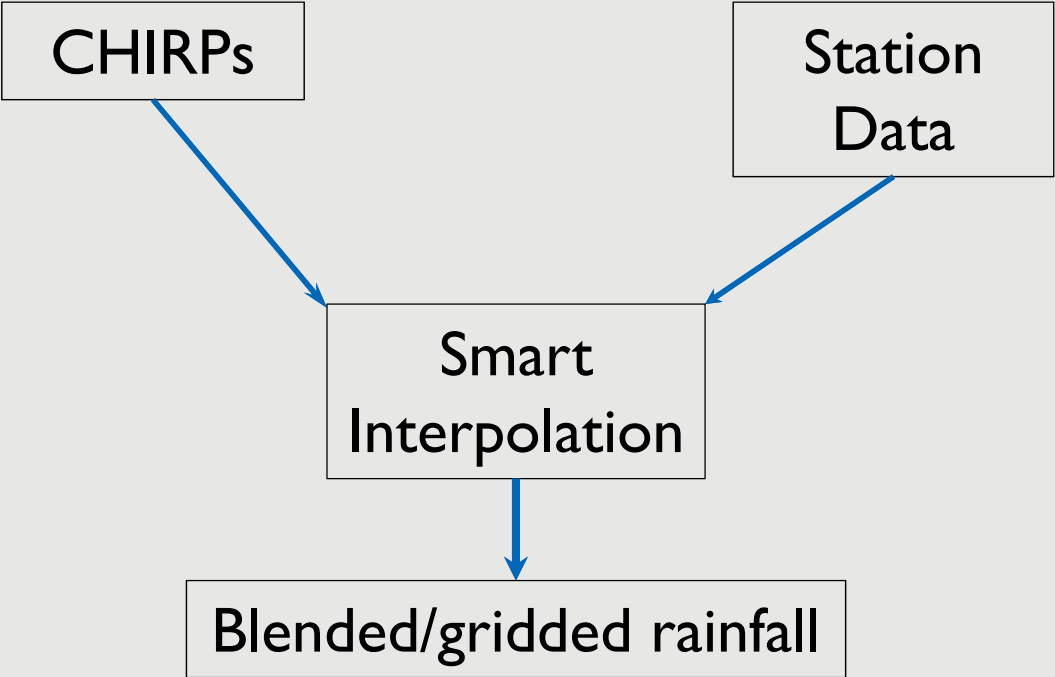 CHIRPs
Station
Data
Smart
Interpolation
Blended/gridded rainfall